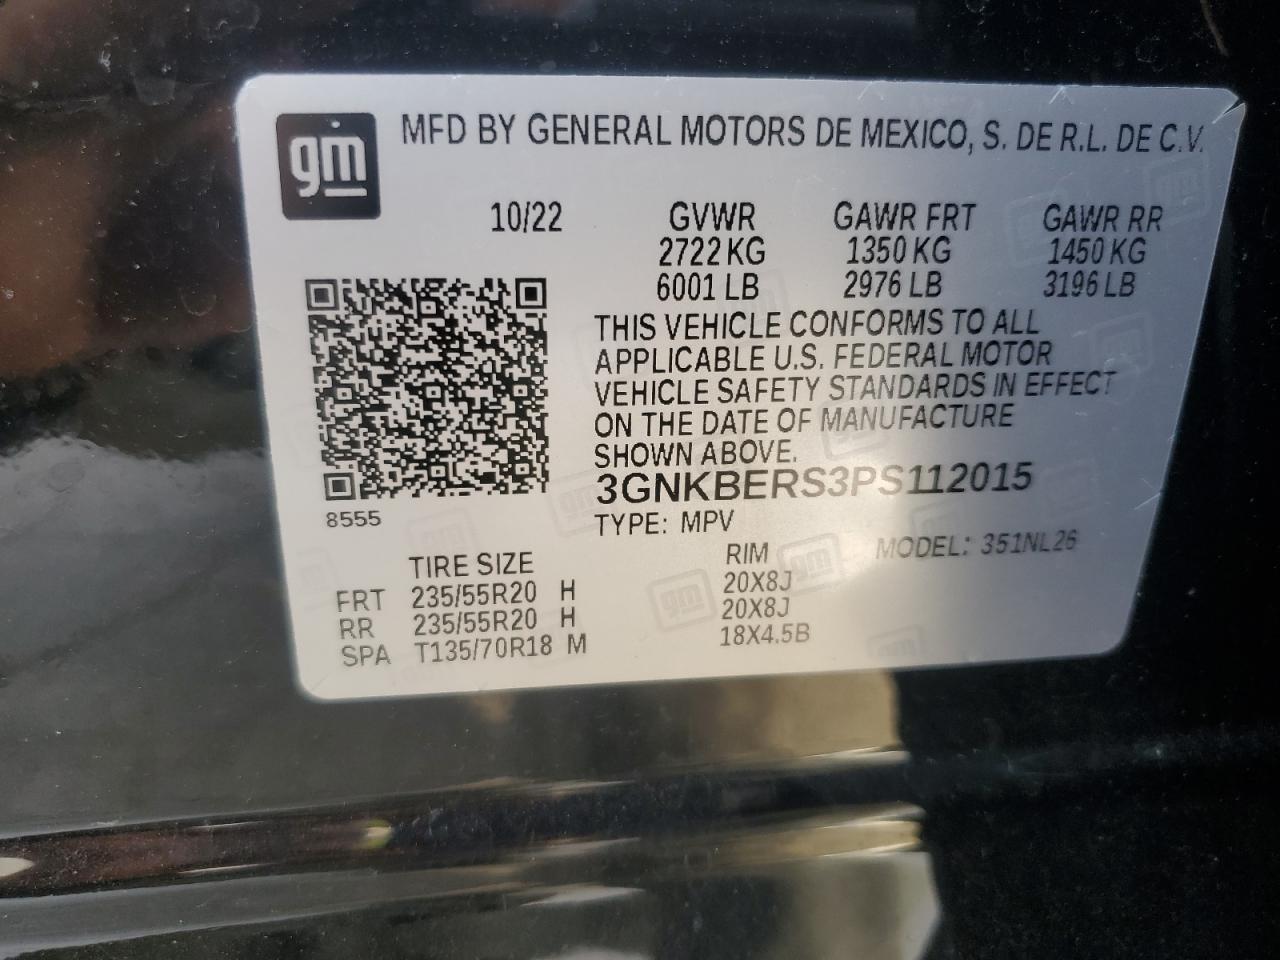 gm MFD BY GENERAL MOTORS DE MEXICO, S. DE R.L. DE C.V.
10/22 GVWR GAWR FRT GAWR RR
2722 KG 1350 KG 1450 KG
6001 LB 2976 LB 3196 LB
THIS VEHICLE CONFORMS TO ALL
APPLICABLE U.S. FEDERAL MOTOR
VEHICLE SAFETY STANDARDS IN EFFECT
ON THE DATE OF MANUFACTURE
SHOWN ABOVE.
3GNKBERS3PS112015
8555
TYPE: MPV
MODEL: 351NL26
TIRE SIZE RIM
FRT 235/55R20 H 20X8J
RR 235/55R20 H 20X8J
SPA T135/70R18 M 18X4.5B